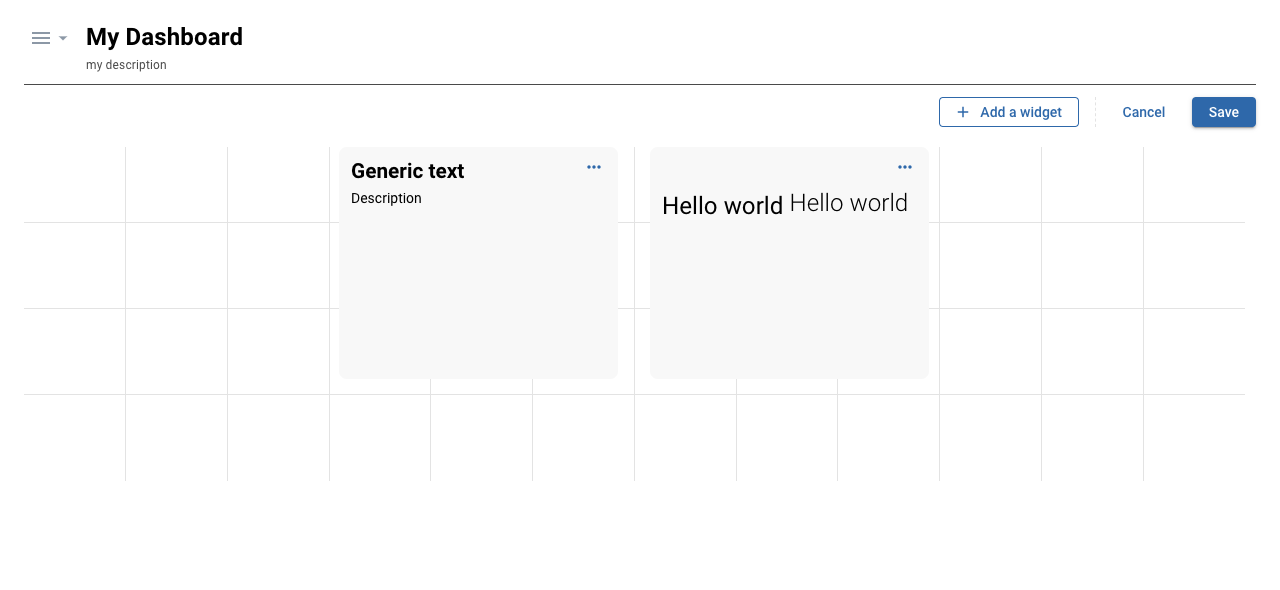 My Dashboard
my description
Add a widget
Cancel
Save
Generic text
Description
Hello world Hello world